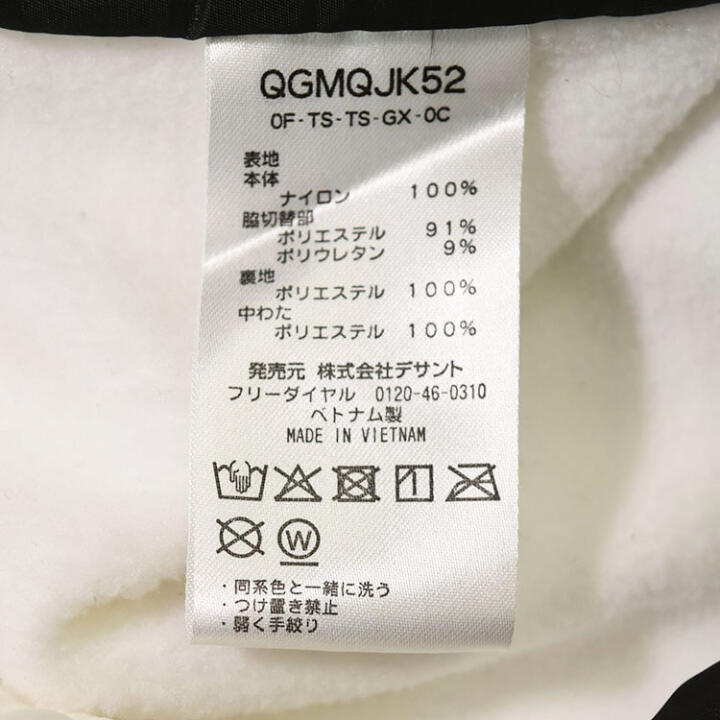 QGMQJK52
0F-TS-TS-GX-0C
表地
本体
ナイロン 100%
脇切替部
ポリエステル 91%
ポリウレタン 9%
裏地
ポリエステル 100%
中わた
ポリエステル 100%
発売元 株式会社デサント
フリーダイヤル 0120-46-0310
ベトナム製
MADE IN VIETNAM
W
・同系色と一緒に洗う
・つけ置き禁止
・弱く手絞り